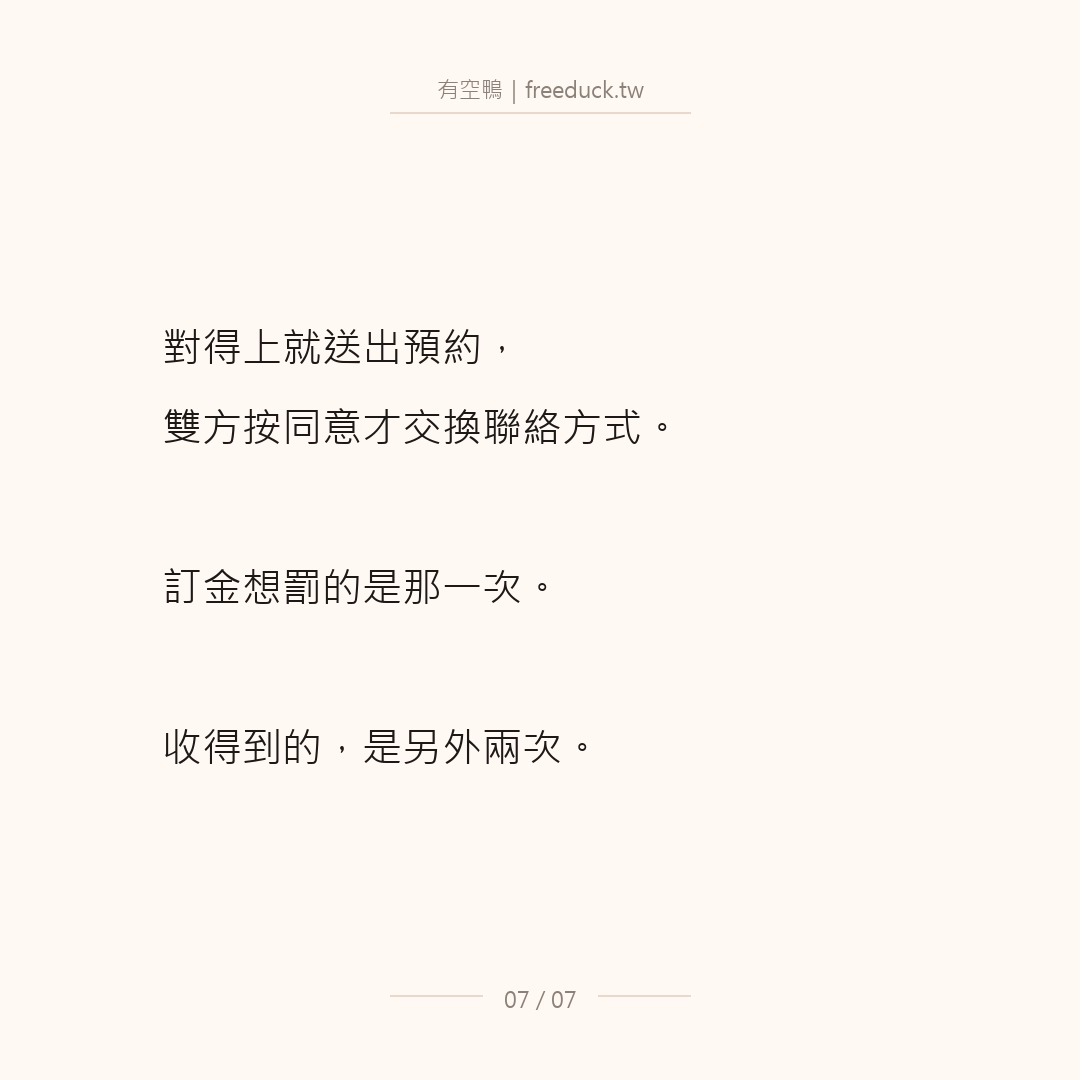 有空鴨｜freeduck.tw
對得上就送出預約，
雙方按同意才交換聯絡方式。
訂金想罰的是那一次。
收得到的，是另外兩次。
07 / 07